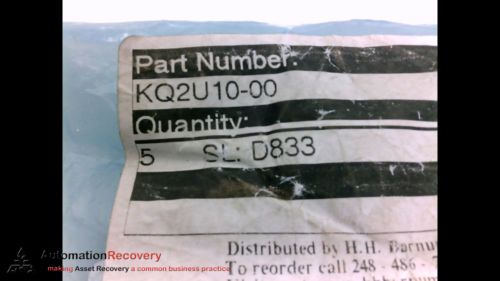 Part Number:
KQ2U10-00
Quantity:
5 SL: D833
Distributed by H.H.
To reorder call 248 - 486 -
AutomationRecovery
making Asset Recovery a common business practice